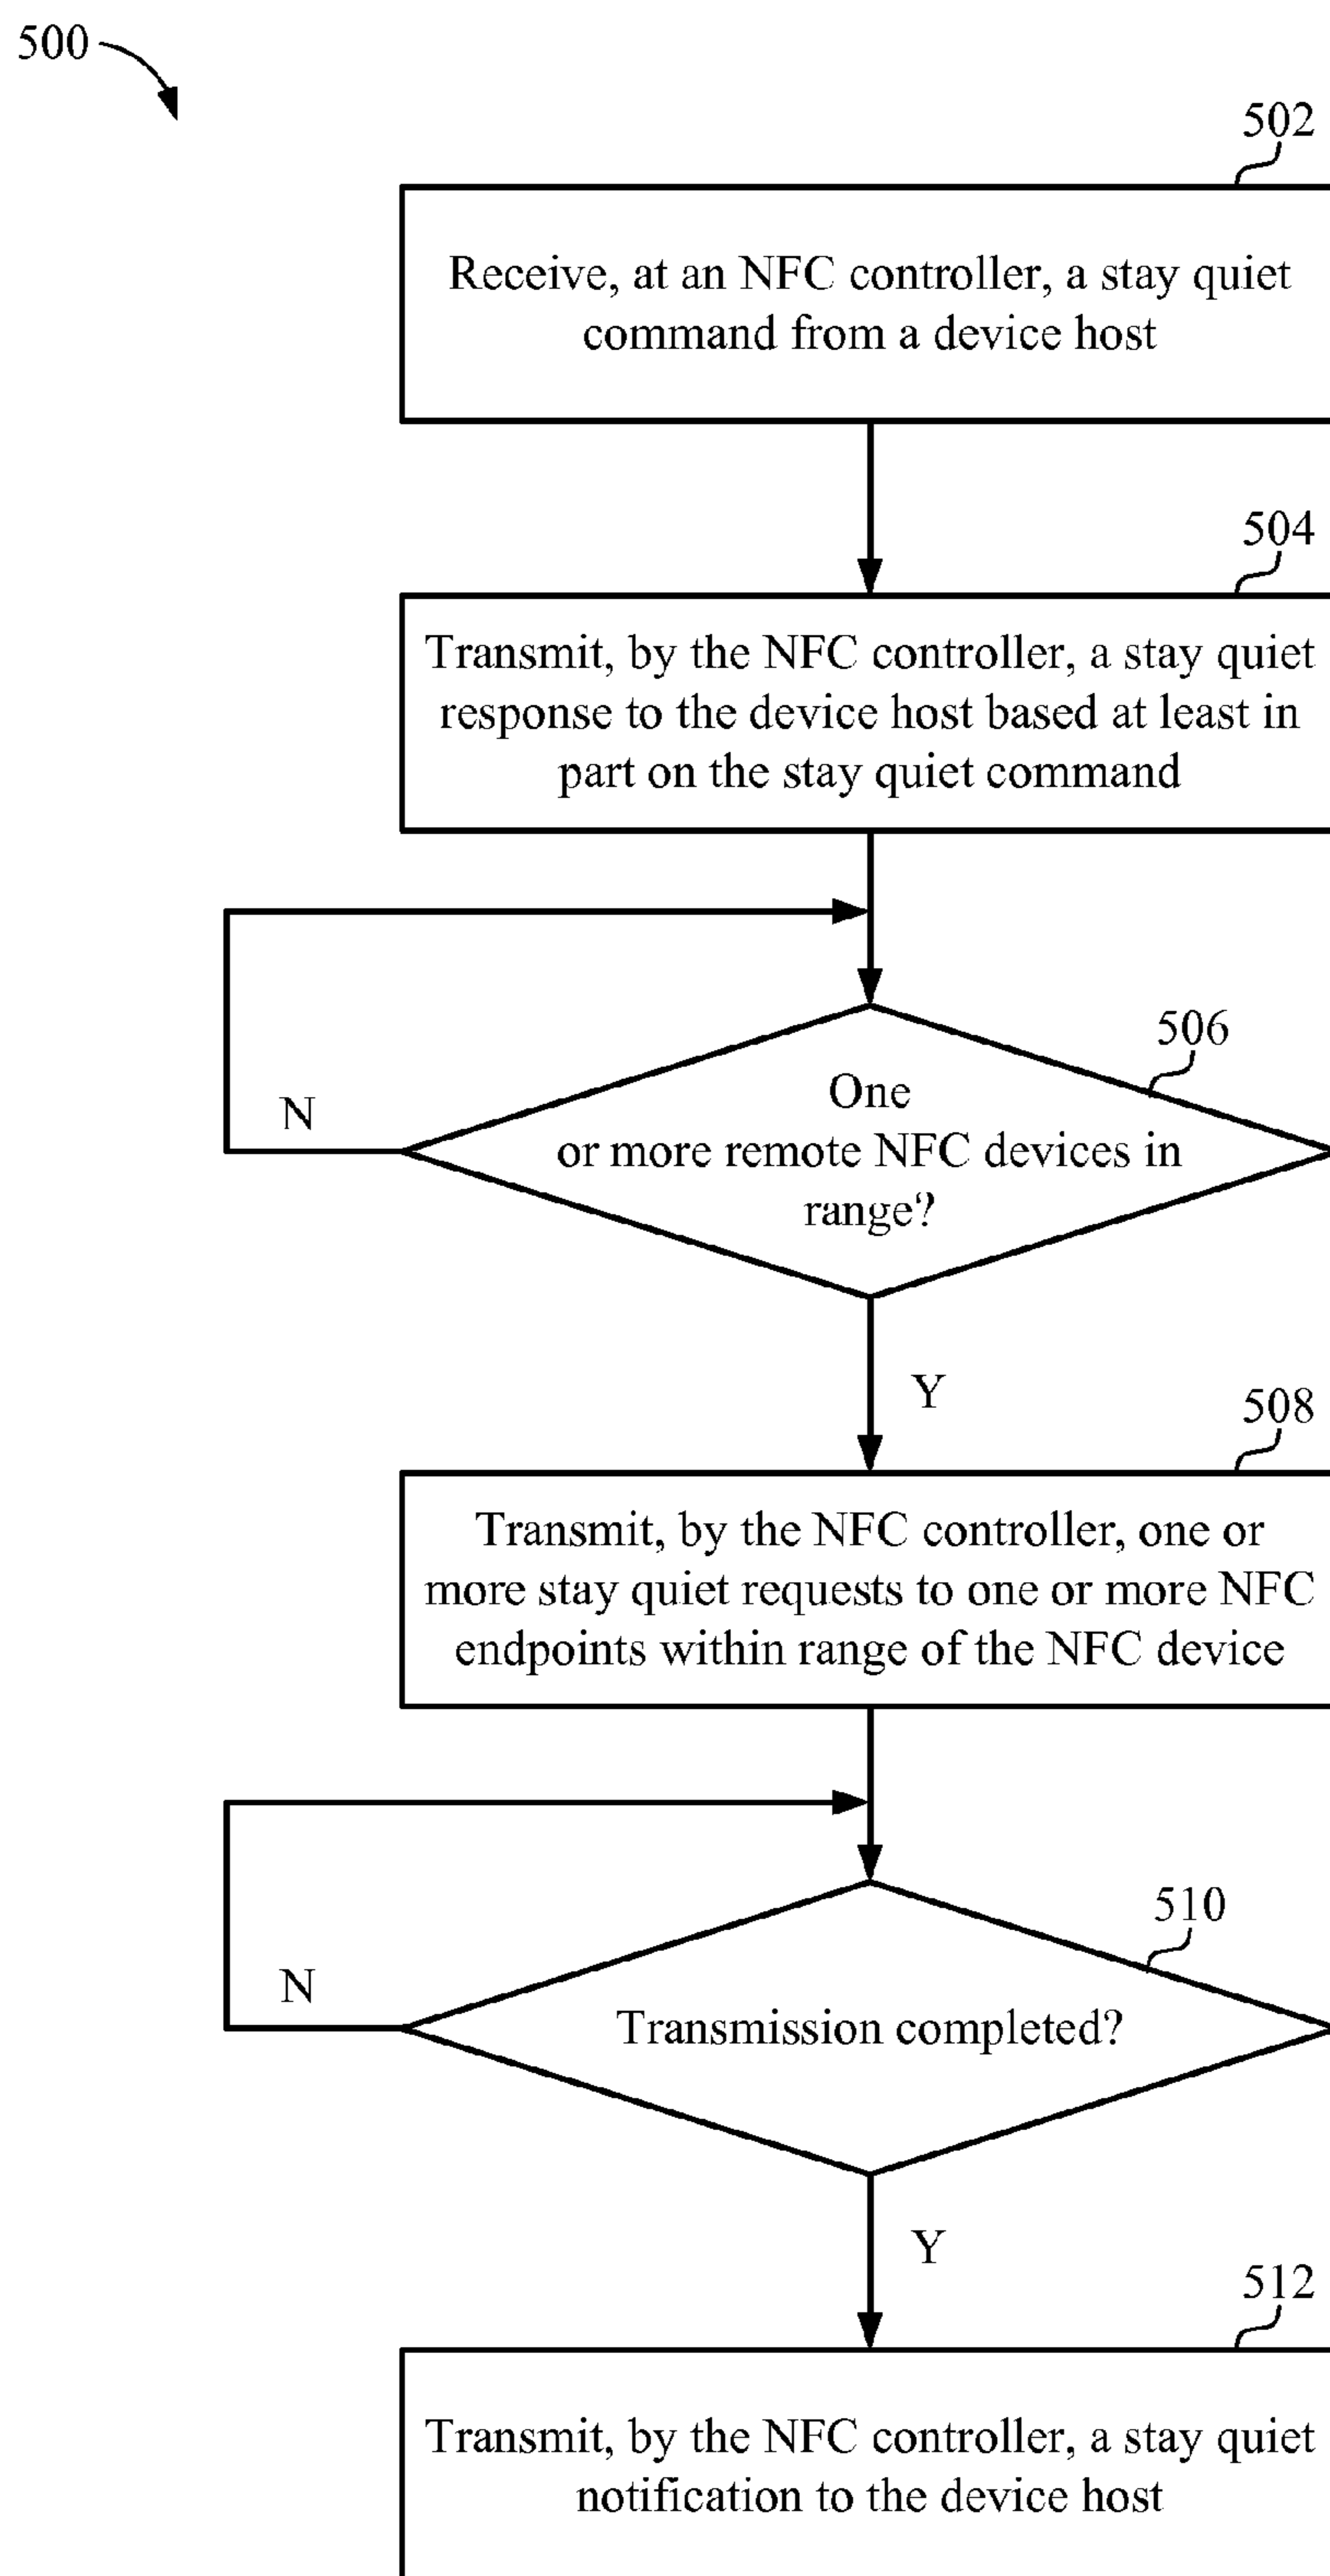 500
502
Receive, at an NFC controller, a stay quiet
command from a device host
504
Transmit, by the NFC controller, a stay quiet
response to the device host based at least in
part on the stay quiet command
506
One
or more remote NFC devices in
range?
N
Y
508
Transmit, by the NFC controller, one or
more stay quiet requests to one or more NFC
endpoints within range of the NFC device
510
Transmission completed?
N
Y
512
Transmit, by the NFC controller, a stay quiet
notification to the device host